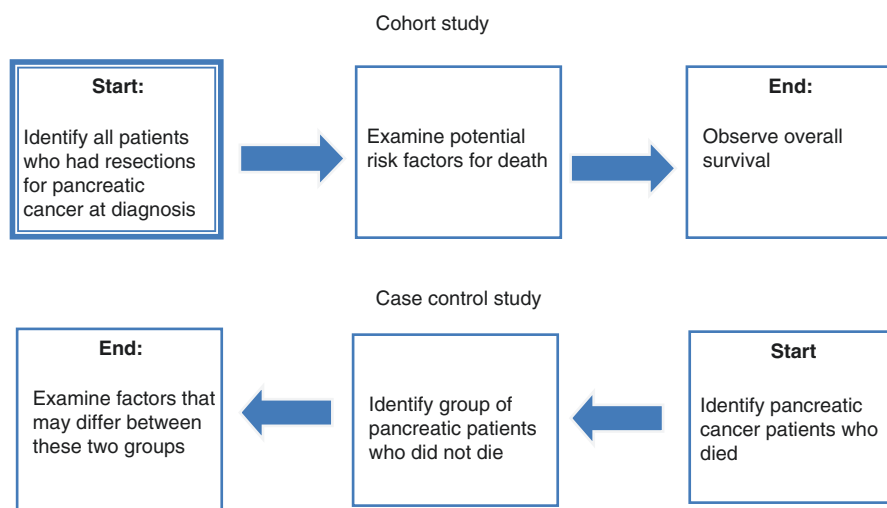 Cohort study
Start:
Identify all patients
who had resections
for pancreatic
cancer at diagnosis
Examine potential
risk factors for death
End:
Observe overall
survival
Case control study
End:
Examine factors that
may differ between
these two groups
Identify group of
pancreatic patients
who did not die
Start
Identify pancreatic
cancer patients who
died